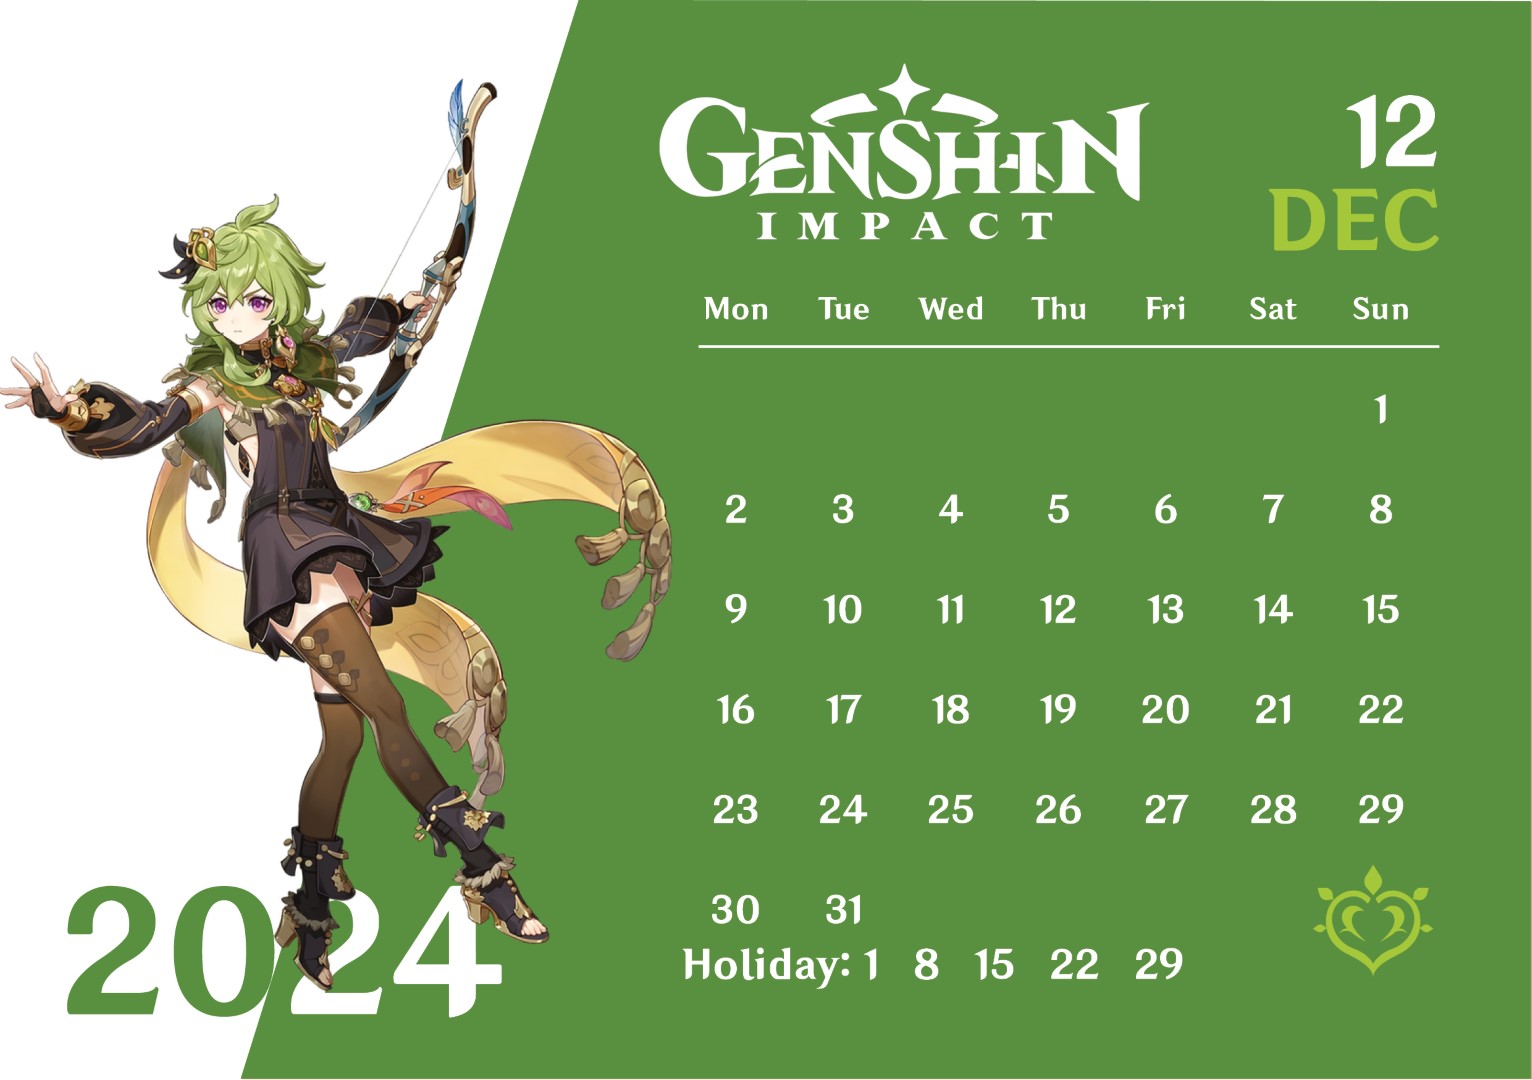 GENSHIN
IMPACT
12
DEC
Mon Tue Wed Thu Fri Sat Sun
1
2 3 4 5 6 7 8
9 10 11 12 13 14 15
16 17 18 19 20 21 22
23 24 25 26 27 28 29
30 31
Holiday: 1 8 15 22 29
2024